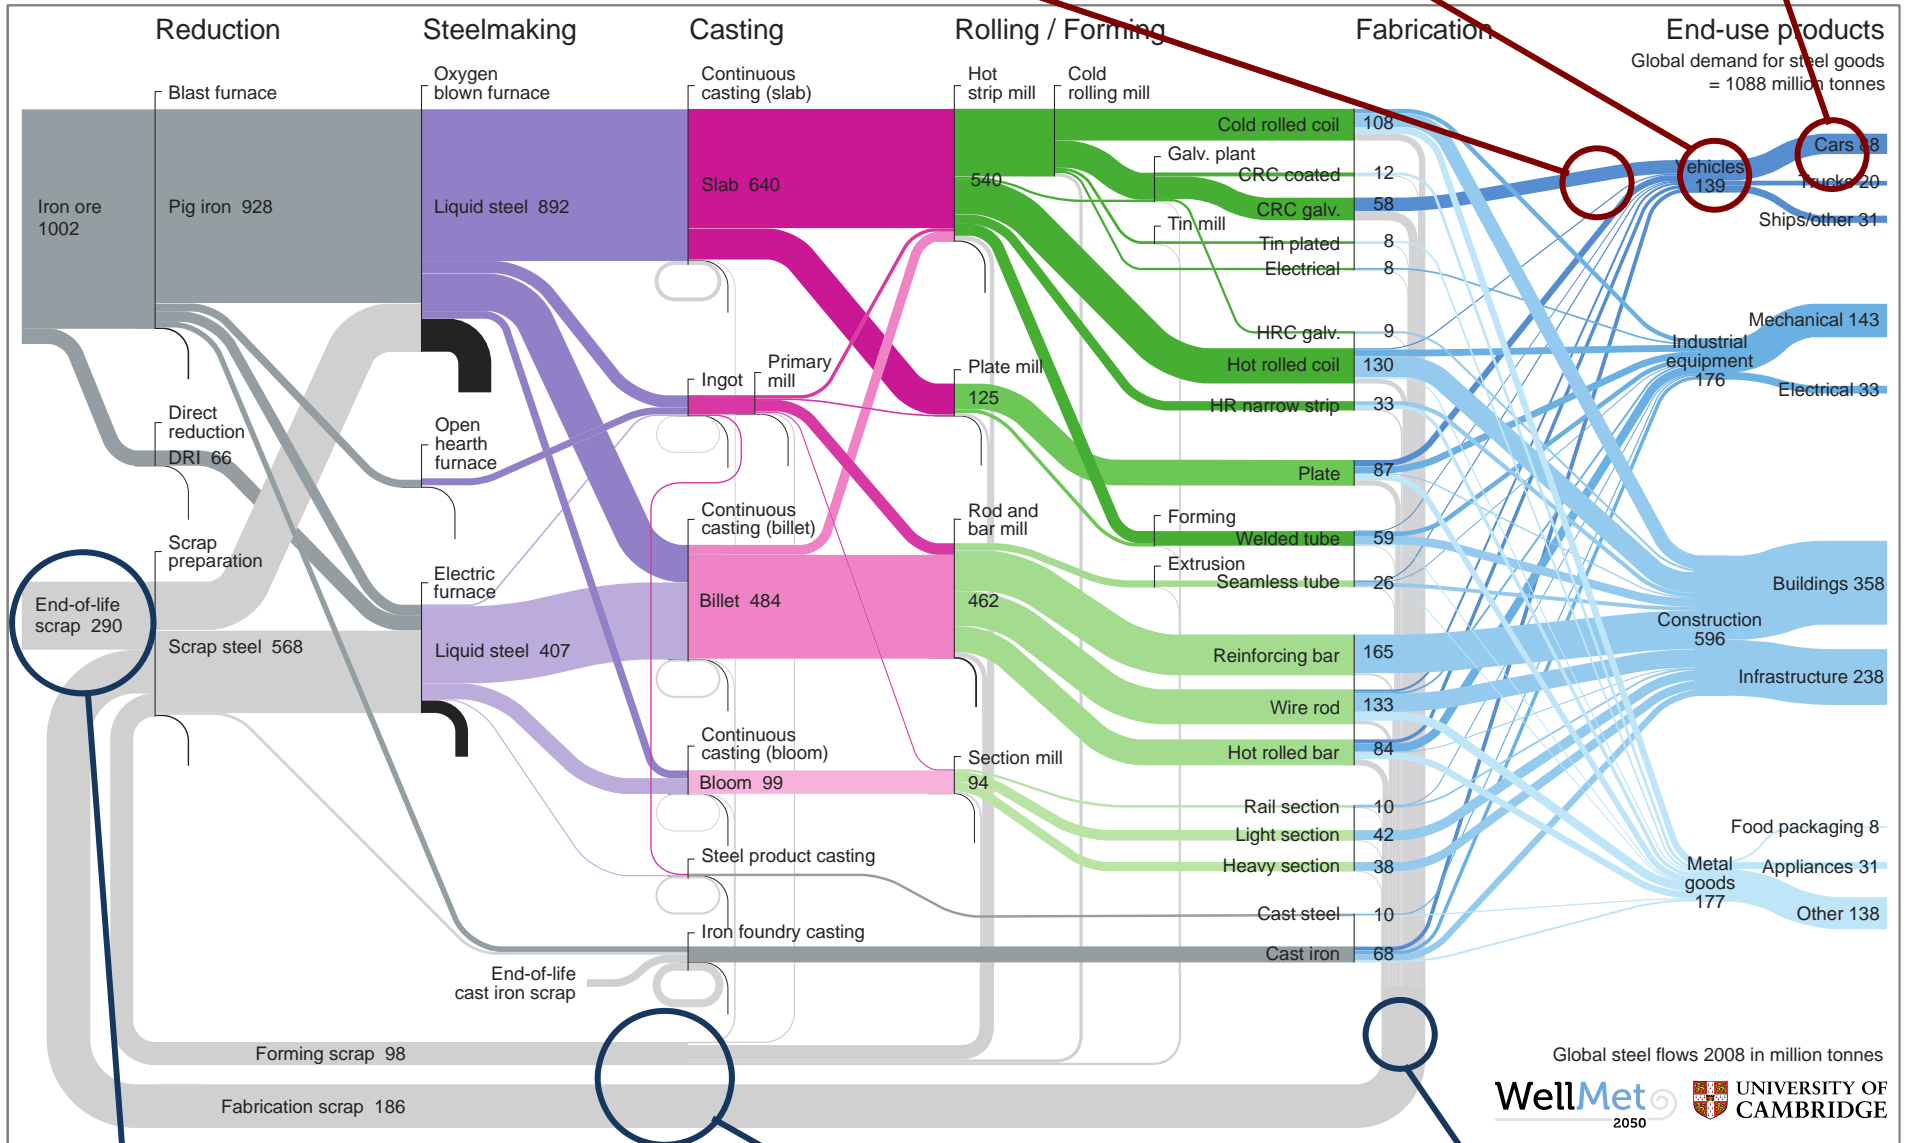 Reduction
Steelmaking
Casting
Rolling / Forming
Fabrication
End-use products
Global demand for steel goods
= 1088 million tonnes
Blast furnace
Oxygen
blown furnace
Continuous
casting (slab)
Hot
strip mill
Cold
rolling mill
Cold rolled coil
108
Galv. plant
CRC coated
12
CRC galv.
58
Tin mill
Tin plated
8
Electrical
8
Vehicles
139
Cars 88
Trucks 20
Ships/other 31
Iron ore
1002
Pig iron 928
Liquid steel 892
Slab 640
540
HRC galv.
9
Hot rolled coil
130
HR narrow strip
33
Mechanical 143
Industrial
equipment
176
Electrical 33
Direct
reduction
DRI 66
Open
hearth
furnace
Ingot
Primary
mill
Plate mill
125
Plate
87
Scrap
preparation
Electric
furnace
Continuous
casting (billet)
Rod and
bar mill
Forming
Welded tube
59
Extrusion
Seamless tube
26
End-of-life
scrap 290
Scrap steel 568
Liquid steel 407
Billet 484
462
Reinforcing bar
165
Wire rod
133
Hot rolled bar
84
Buildings 358
Construction
596
Infrastructure 238
Continuous
casting (bloom)
Bloom 99
Section mill
94
Rail section
10
Light section
42
Heavy section
38
Food packaging 8
Metal
goods
177
Appliances 31
Other 138
Steel product casting
Cast steel
10
Iron foundry casting
Cast iron
68
End-of-life
cast iron scrap
Forming scrap 98
Fabrication scrap 186
Global steel flows 2008 in million tonnes
WellMet
2050
UNIVERSITY OF
CAMBRIDGE